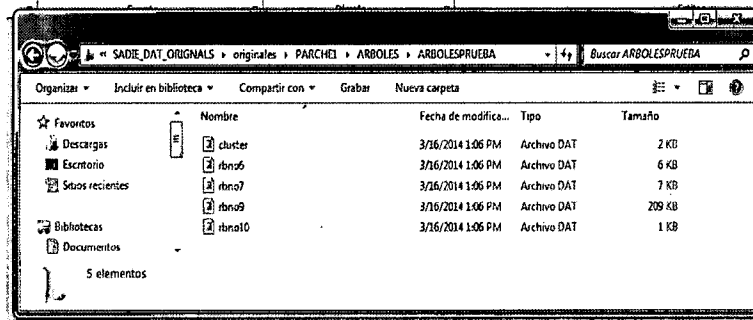 « SADIE_DAT_ORIGNALS ▸ originales ▸ PARCHE1 ▸ ARBOLES ▸ ARBOLESPRUEBA
Buscar ARBOLESPRUEBA
Organizar Incluir en biblioteca Compartir con Grabar Nueva carpeta
Favoritos
Descargas
Escritorio
Sitios recientes
Bibliotecas
Documentos
Nombre Fecha de modifica... Tipo Tamaño
cluster 3/16/2014 1:06 PM Archivo DAT 2 KB
rbno6 3/16/2014 1:06 PM Archivo DAT 6 KB
rbno7 3/16/2014 1:06 PM Archivo DAT 7 KB
rbno9 3/16/2014 1:06 PM Archivo DAT 209 KB
rbno10 3/16/2014 1:06 PM Archivo DAT 1 KB
5 elementos